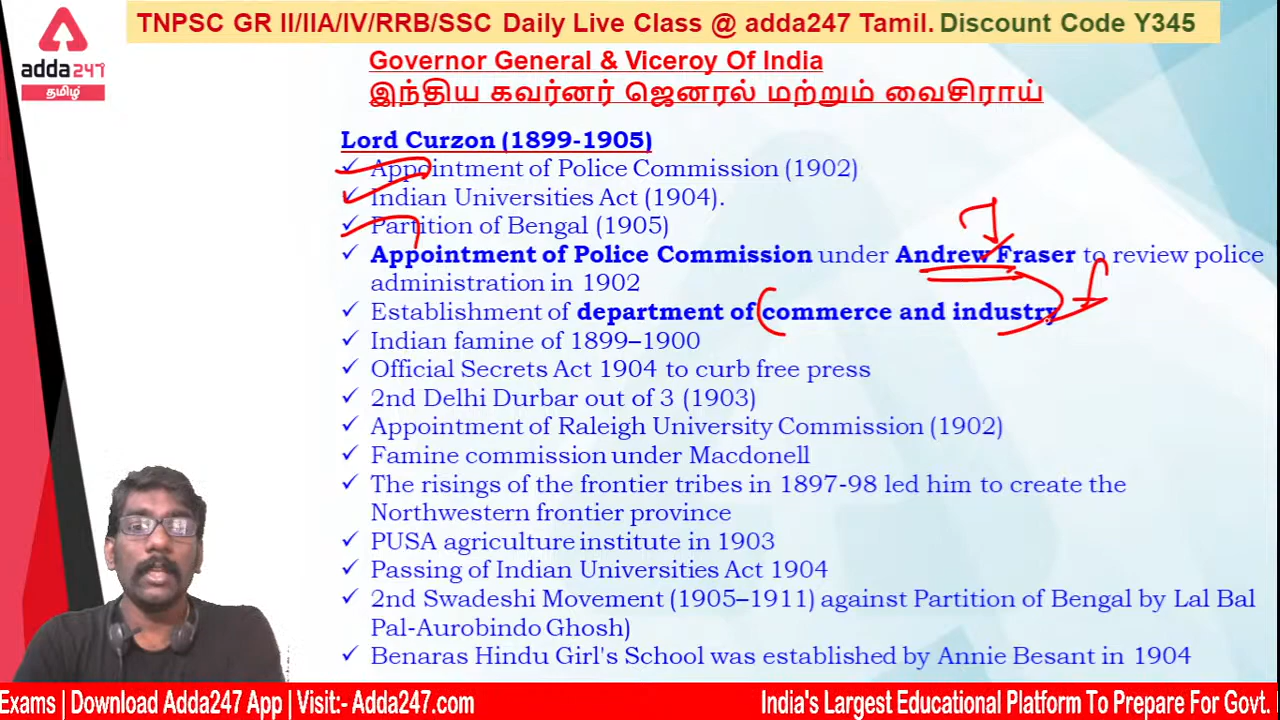 TNPSC GR II/IIA/IV/RRB/SSC Daily Live Class @ adda247 Tamil. Discount Code Y345
adda247
தமிழ்
Governor General & Viceroy Of India
இந்திய கவர்னர் ஜெனரல் மற்றும் வைசிராய்
Lord Curzon (1899-1905)
✓ Appointment of Police Commission (1902)
✓ Indian Universities Act (1904).
✓ Partition of Bengal (1905)
✓ Appointment of Police Commission under Andrew Fraser to review police
administration in 1902
✓ Establishment of department of commerce and industry
✓ Indian famine of 1899–1900
✓ Official Secrets Act 1904 to curb free press
✓ 2nd Delhi Durbar out of 3 (1903)
✓ Appointment of Raleigh University Commission (1902)
✓ Famine commission under Macdonell
✓ The risings of the frontier tribes in 1897-98 led him to create the
Northwestern frontier province
✓ PUSA agriculture institute in 1903
✓ Passing of Indian Universities Act 1904
✓ 2nd Swadeshi Movement (1905–1911) against Partition of Bengal by Lal Bal
Pal-Aurobindo Ghosh)
✓ Benaras Hindu Girl's School was established by Annie Besant in 1904
Exams | Download Adda247 App | Visit:- Adda247.com India's Largest Educational Platform To Prepare For Govt.